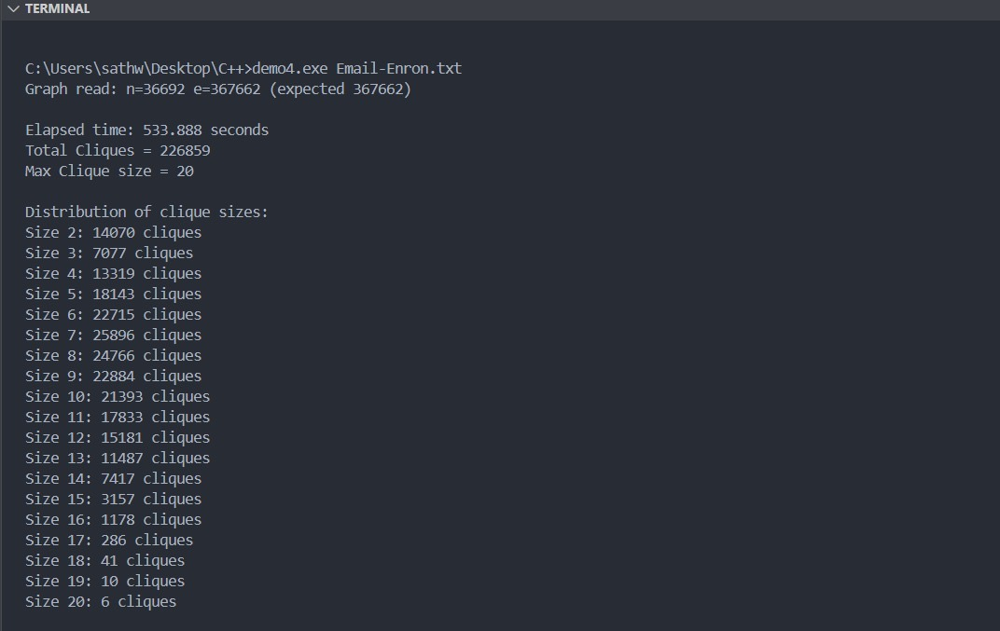 TERMINAL
C:\Users\sathw\Desktop\C++>demo4.exe Email-Enron.txt
Graph read: n=36692 e=367662 (expected 367662)
Elapsed time: 533.888 seconds
Total Cliques = 226859
Max Clique size = 20
Distribution of clique sizes:
Size 2: 14070 cliques
Size 3: 7077 cliques
Size 4: 13319 cliques
Size 5: 18143 cliques
Size 6: 22715 cliques
Size 7: 25896 cliques
Size 8: 24766 cliques
Size 9: 22884 cliques
Size 10: 21393 cliques
Size 11: 17833 cliques
Size 12: 15181 cliques
Size 13: 11487 cliques
Size 14: 7417 cliques
Size 15: 3157 cliques
Size 16: 1178 cliques
Size 17: 286 cliques
Size 18: 41 cliques
Size 19: 10 cliques
Size 20: 6 cliques